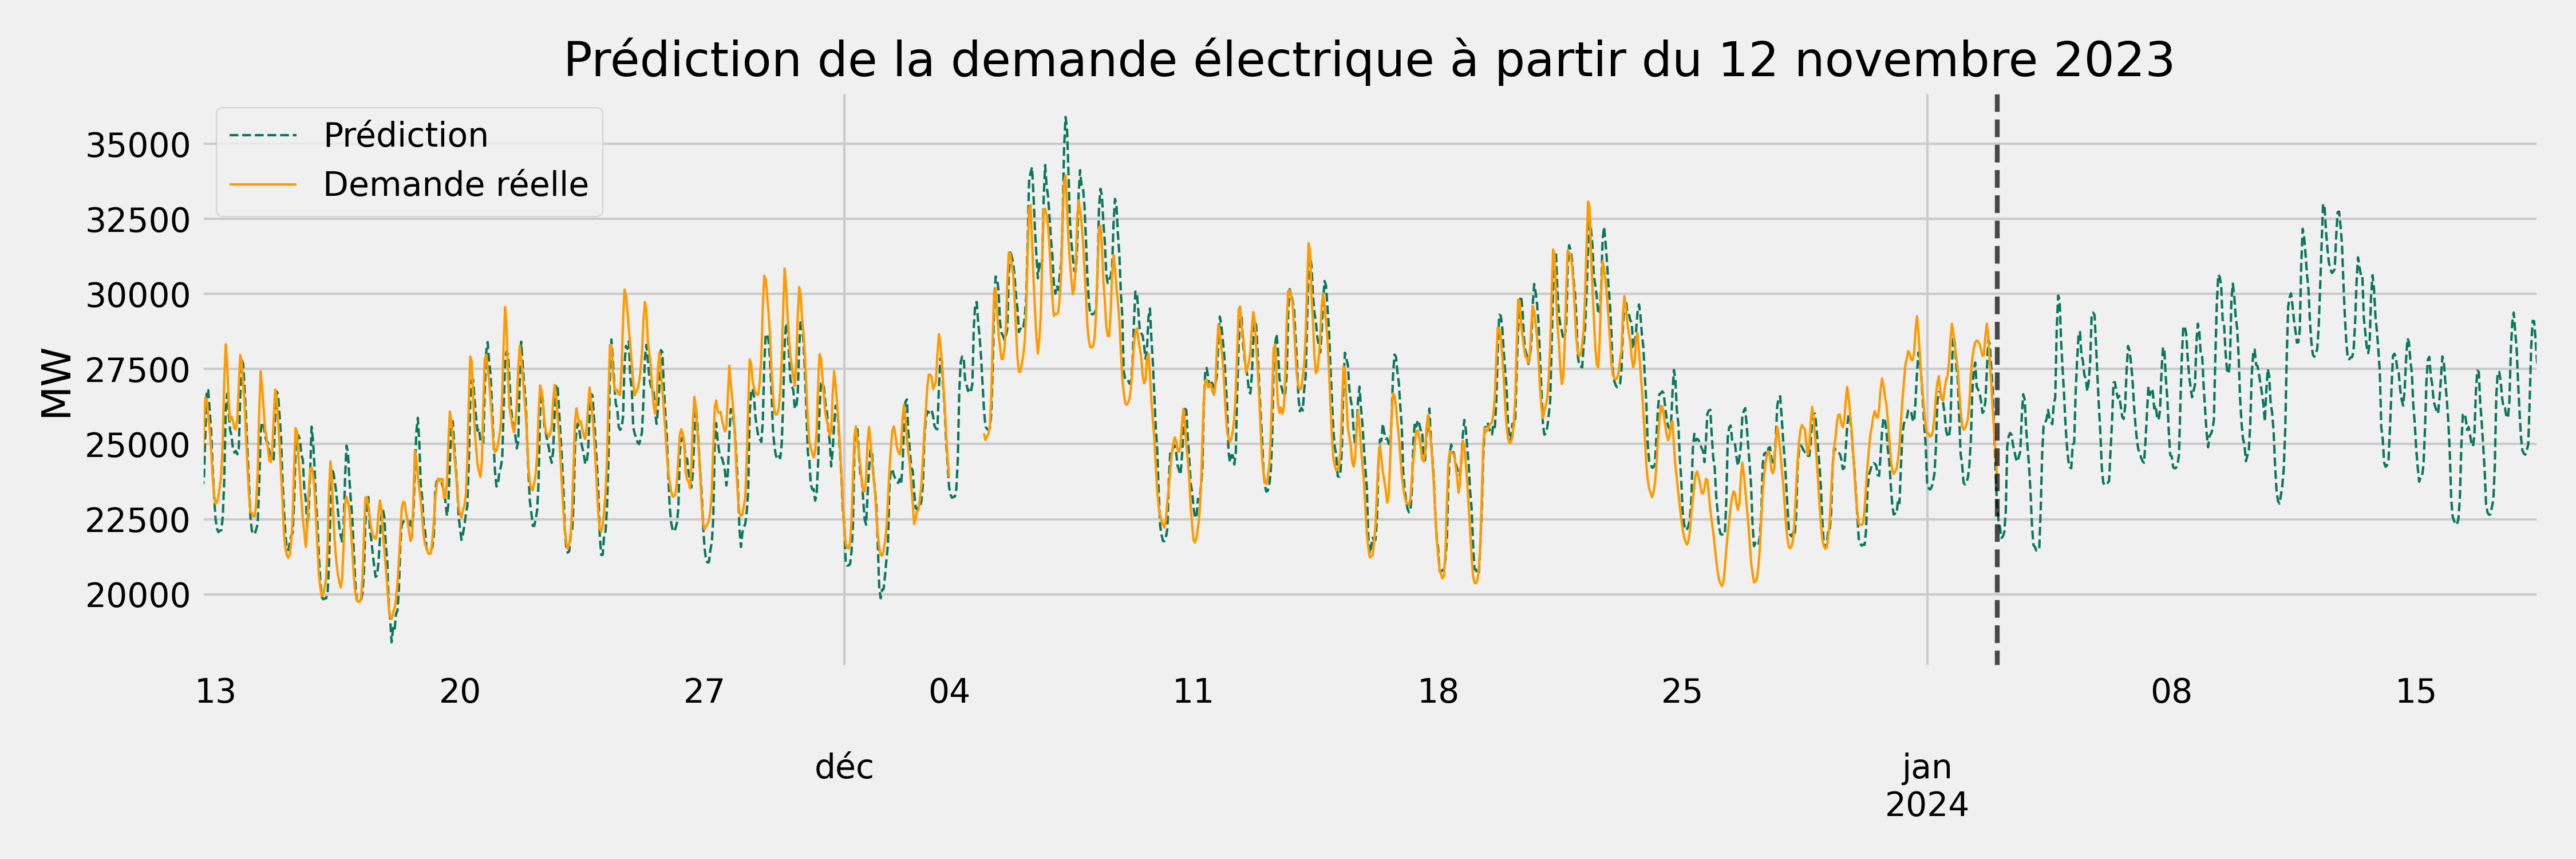 Prédiction de la demande électrique à partir du 12 novembre 2023
Prédiction
Demande réelle
MW
35000
32500
30000
27500
25000
22500
20000
13 20 27 04 11 18 25 08 15
déc jan
2024